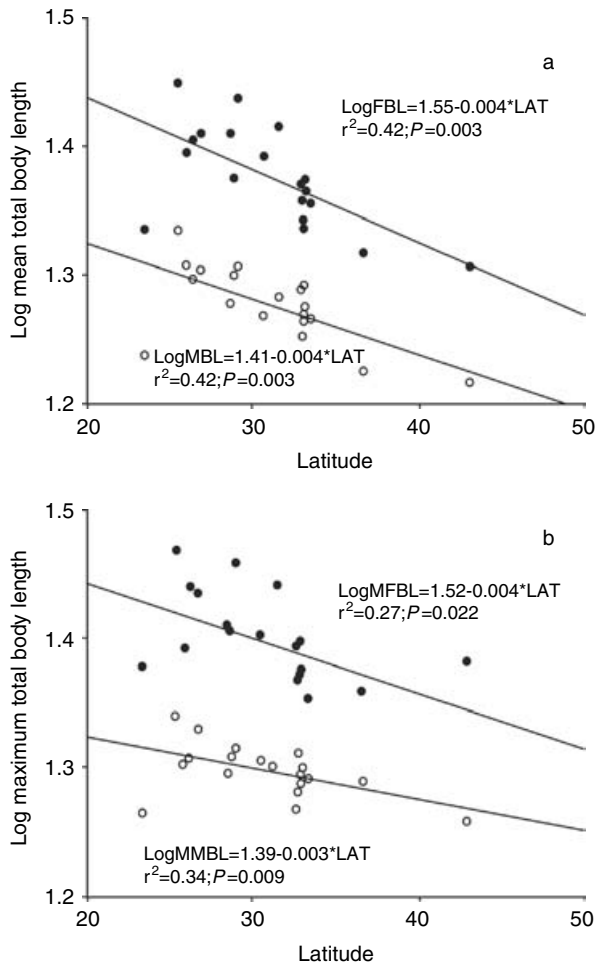 1.5
a
LogFBL=1.55-0.004*LAT
r²=0.42;P=0.003
1.4
Log mean total body length
1.3
LogMBL=1.41-0.004*LAT
r²=0.42;P=0.003
1.2
20 30 40 50
Latitude
1.5
b
LogMFBL=1.52-0.004*LAT
r²=0.27;P=0.022
1.4
Log maximum total body length
1.3
LogMMBL=1.39-0.003*LAT
r²=0.34;P=0.009
1.2
20 30 40 50
Latitude